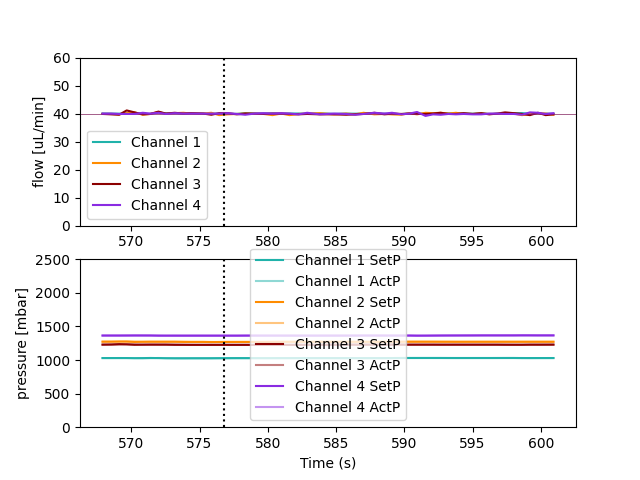 60
50
40
30
20
10
0
flow [uL/min]
Channel 1
Channel 2
Channel 3
Channel 4
570
575
580
585
590
595
600
2500
2000
1500
1000
500
0
pressure [mbar]
Channel 1 SetP
Channel 1 ActP
Channel 2 SetP
Channel 2 ActP
Channel 3 SetP
Channel 3 ActP
Channel 4 SetP
Channel 4 ActP
570
575
580
585
590
595
600
Time (s)